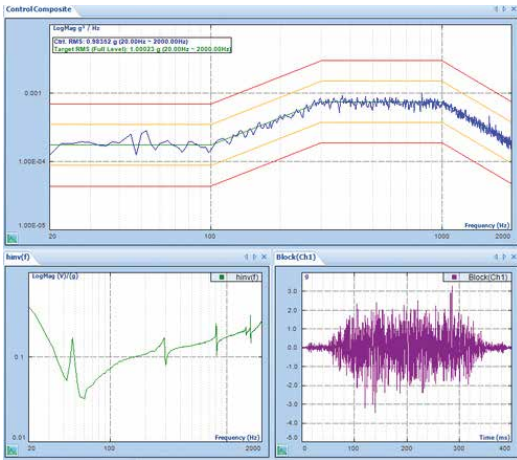 Control Composite
LogMag g² / Hz
Ctrl. RMS: 0.98352 g (20.00Hz ~ 2000.00Hz)
Target RMS (Full Level): 1.00023 g (20.00Hz ~ 2000.00Hz)
0.001
1.00E-04
1.00E-05
20
100
1000
2000
Frequency (Hz)
hinv(f)
LogMag (V)/(g)
hinv(f)
0.1
0.01
20
100
2000
Frequency (Hz)
Block(Ch1)
g
Block(Ch1)
3.0
2.0
1.0
0.0
-1.0
-2.0
-3.0
-4.0
-5.0
0
100
200
300
400
Time (ms)